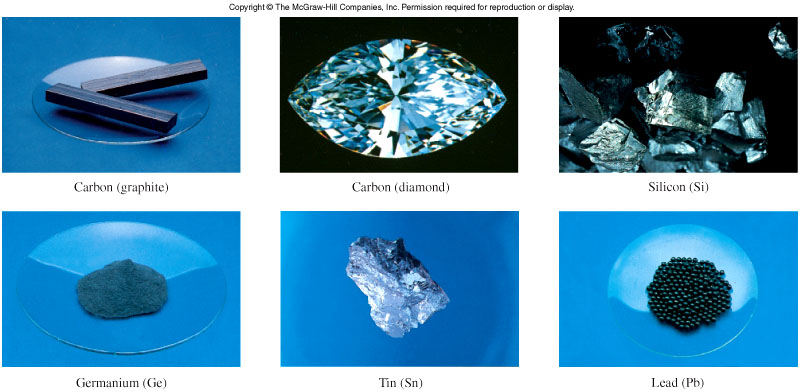 Copyright © The McGraw-Hill Companies, Inc. Permission required for reproduction or display.
Carbon (graphite)
Carbon (diamond)
Silicon (Si)
Germanium (Ge)
Tin (Sn)
Lead (Pb)